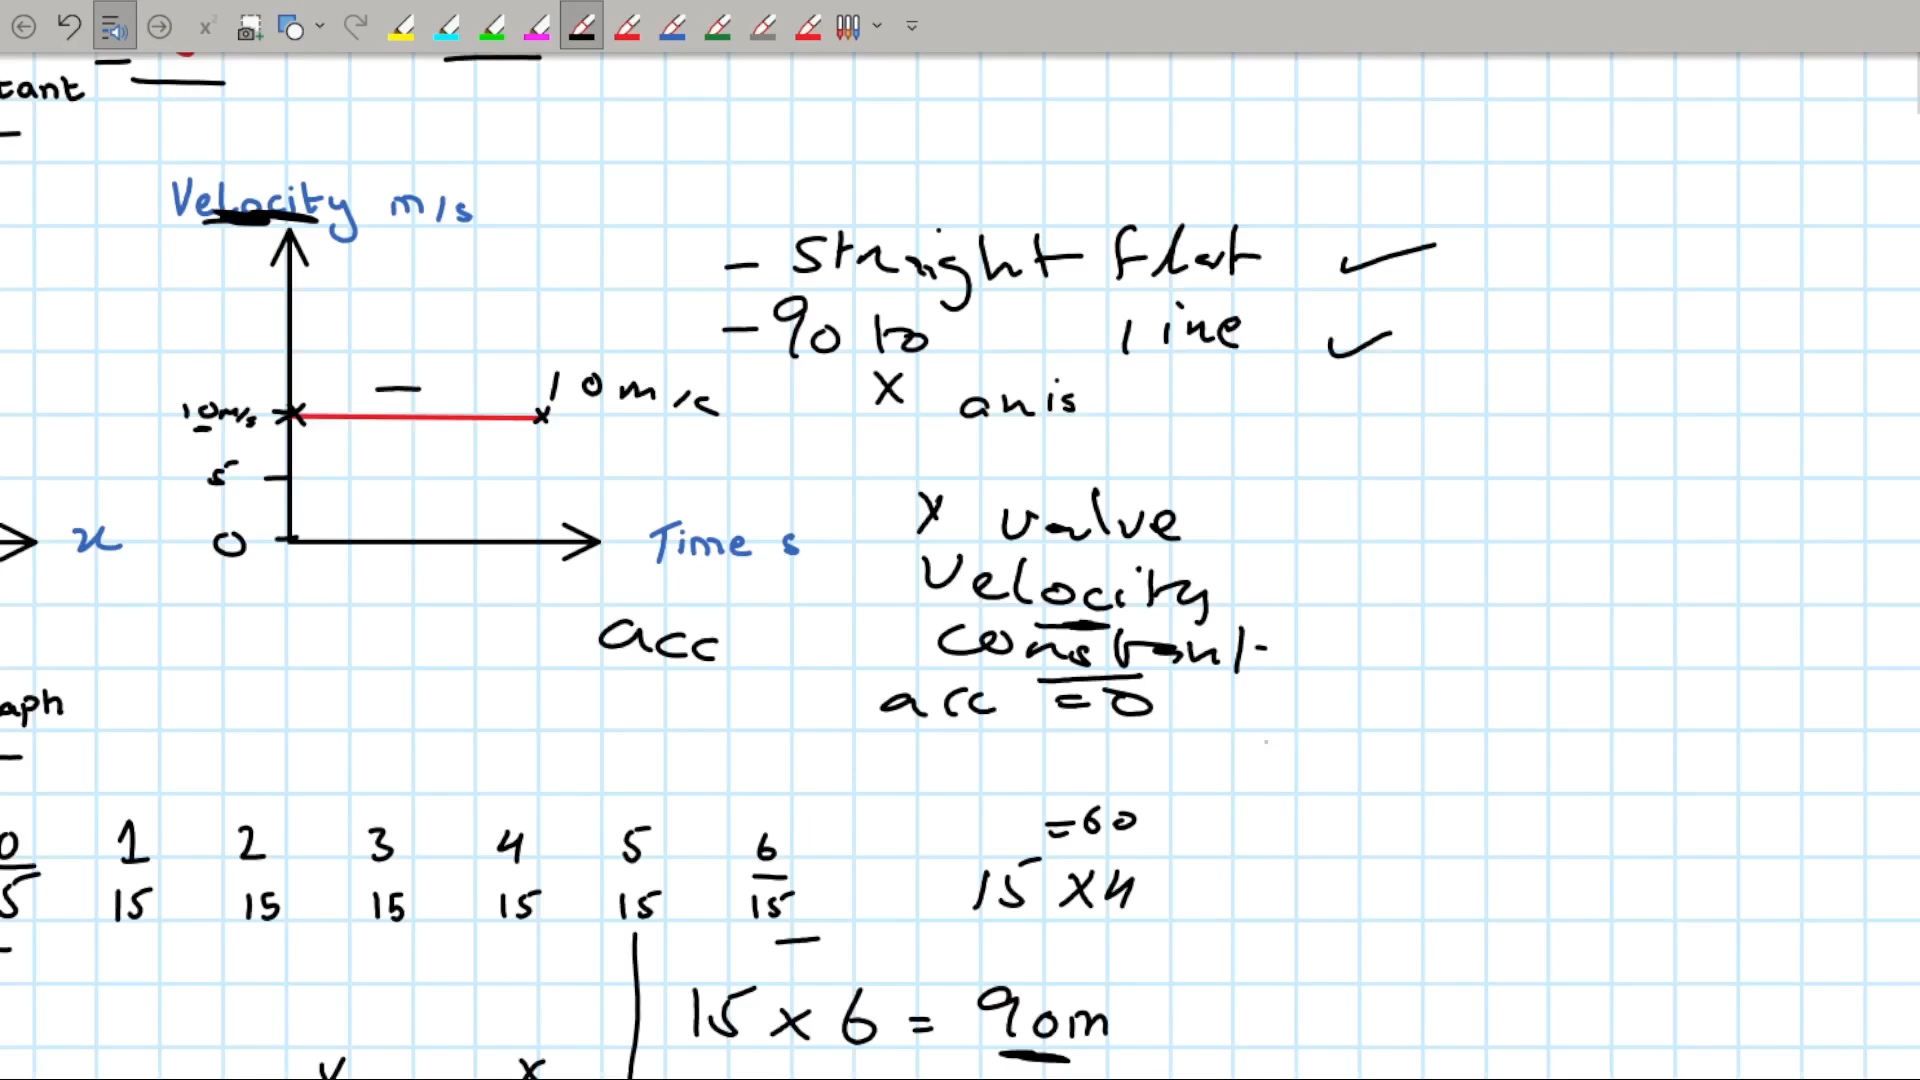 tant
Velocity m/s
- Straight flat
- 90 to line
x axis
10m/s
10m/s
5
0
x
Time s
x value
Velocity
acc
constant
acc = 0
aph
0 1 2 3 4 5 6
5 15 15 15 15 15 15
= 60
15 x 4
15 x 6 = 90m